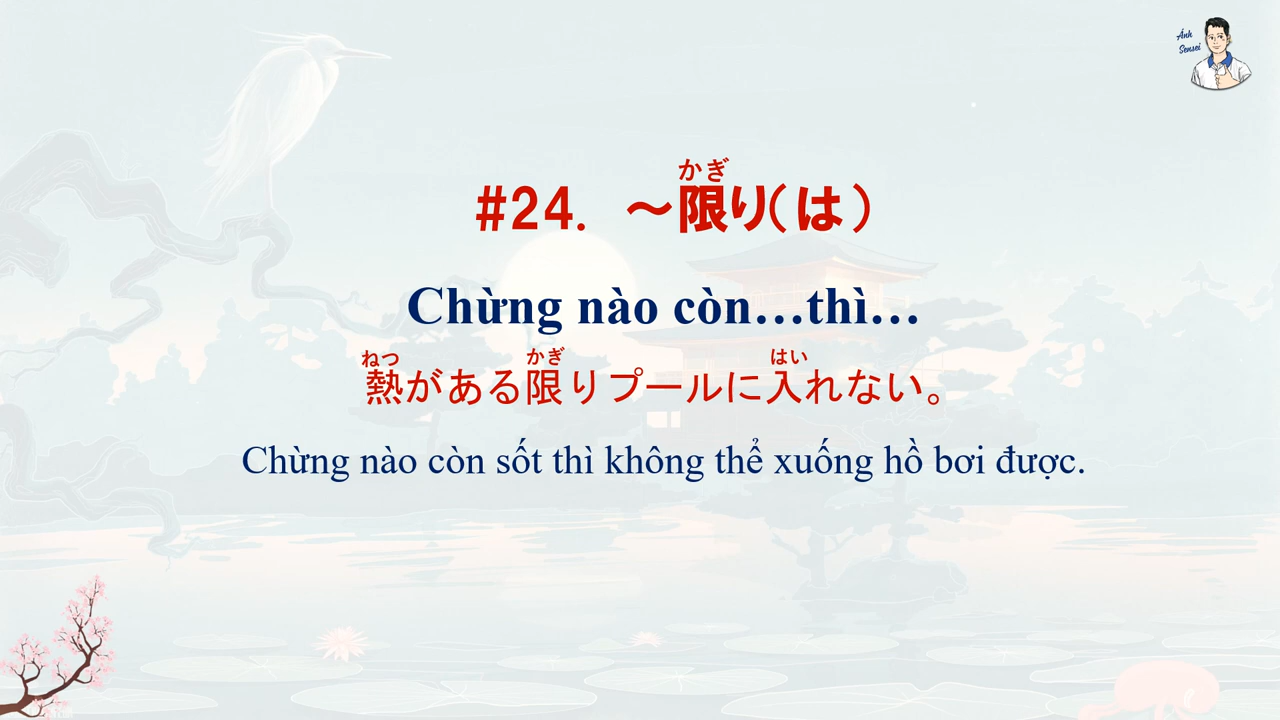 Ánh
Sensei
かぎ
#24. ～限り(は)
Chừng nào còn…thì…
ねつ かぎ はい
熱がある限りプールに入れない。
Chừng nào còn sốt thì không thể xuống hồ bơi được.